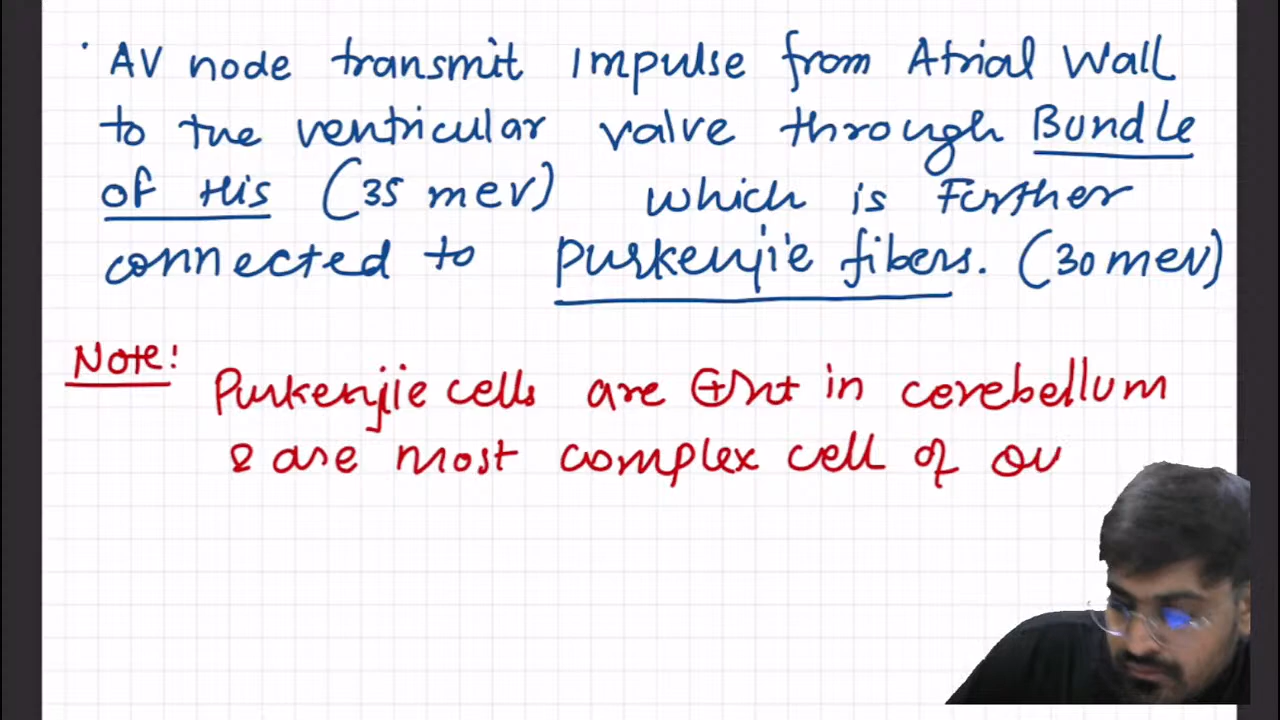 · AV node transmit Impulse from Atrial Wall
to the ventricular valve through Bundle
of His (35 mev) which is Further
connected to purkenjie fibers. (30 mev)
Note:
Purkenjie cells are ⊕nt in cerebellum
& are most complex cell of ou